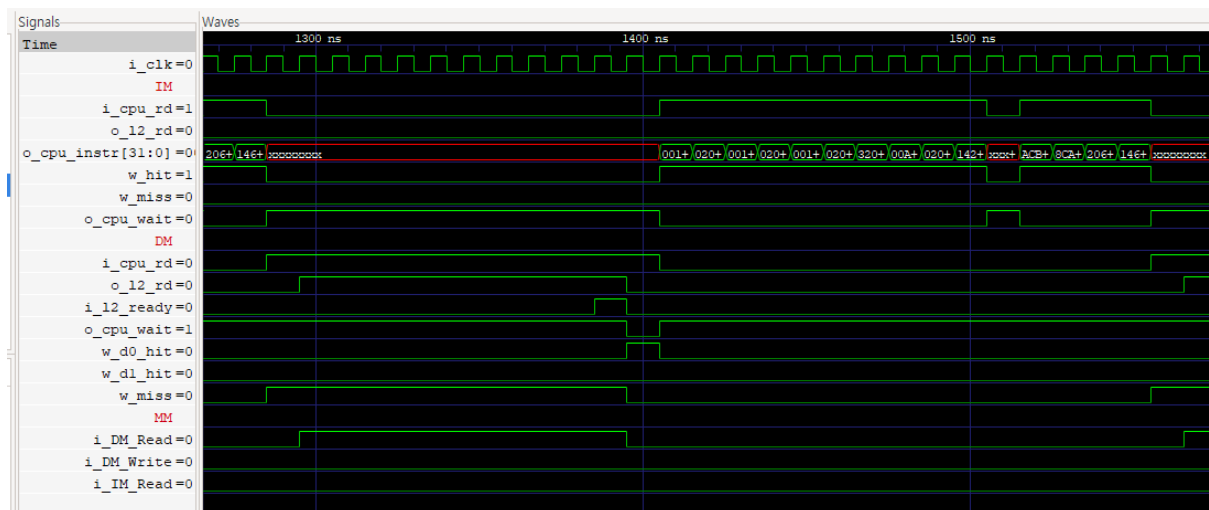 Signals Waves
Time 1300 ns 1400 ns 1500 ns
i_clk=0
IM
i_cpu_rd=1
o_l2_rd=0
o_cpu_instr[31:0]=0 206+ 146+ xxxxxxxx 001+ 020+ 001+ 020+ 001+ 020+ 320+ 00A+ 020+ 142+ xxx+ ACB+ 8CA+ 206+ 146+ xxxxxxxx
w_hit=1
w_miss=0
o_cpu_wait=0
DM
i_cpu_rd=0
o_l2_rd=0
i_l2_ready=0
o_cpu_wait=1
w_d0_hit=0
w_d1_hit=0
w_miss=0
MM
i_DM_Read=0
i_DM_Write=0
i_IM_Read=0